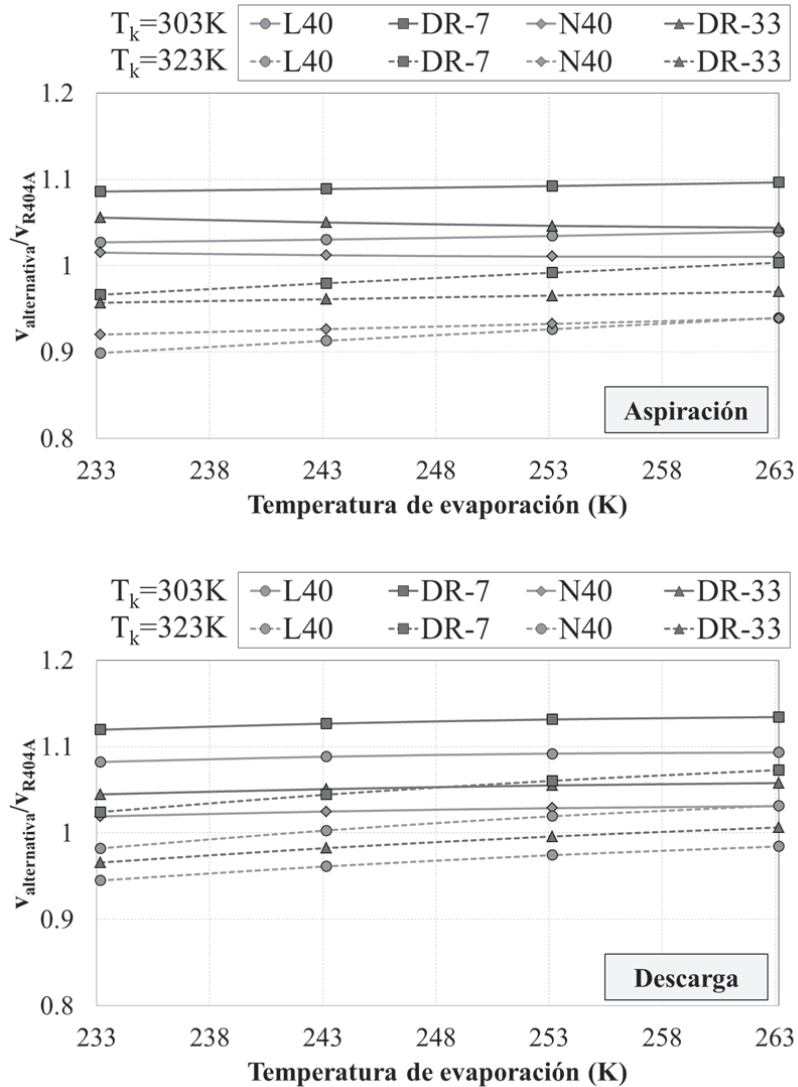 Tk=303K L40 DR-7 N40 DR-33
Tk=323K L40 DR-7 N40 DR-33
1.2
1.1
1
0.9
0.8
valternativa/vR404A
Aspiración
233 238 243 248 253 258 263
Temperatura de evaporación (K)
Tk=303K L40 DR-7 N40 DR-33
Tk=323K L40 DR-7 N40 DR-33
1.2
1.1
1
0.9
0.8
valternativa/vR404A
Descarga
233 238 243 248 253 258 263
Temperatura de evaporación (K)